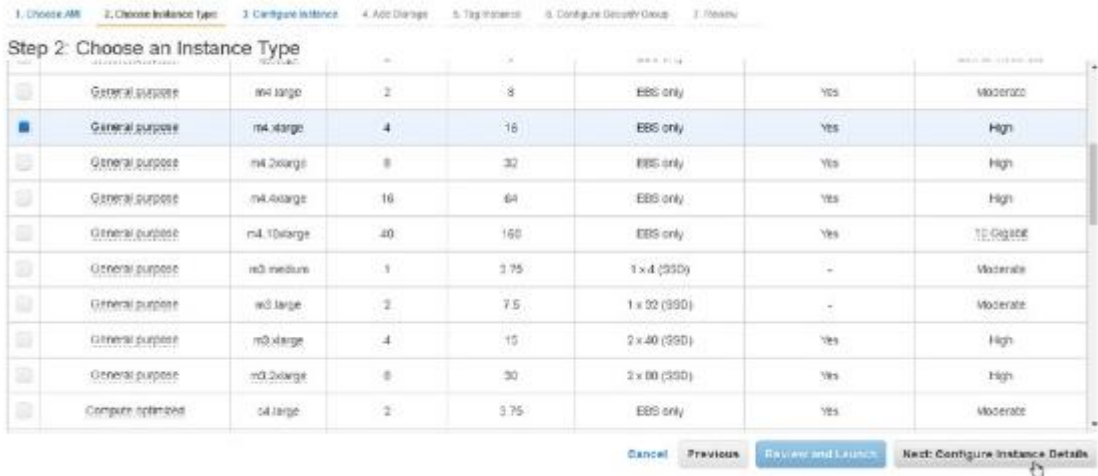 1. Choose AMI 2. Choose Instance Type 3. Configure Instance 4. Add Storage 5. Tag Instance 6. Configure Security Group 7. Review
Step 2: Choose an Instance Type
General purpose m4.large 2 8 EBS only Yes Moderate
General purpose m4.xlarge 4 16 EBS only Yes High
General purpose m4.2xlarge 8 32 EBS only Yes High
General purpose m4.4xlarge 16 64 EBS only Yes High
General purpose m4.10xlarge 40 160 EBS only Yes 10 Gigabit
General purpose m3.medium 1 3.75 1 x 4 (SSD) - Moderate
General purpose m3.large 2 7.5 1 x 32 (SSD) - Moderate
General purpose m3.xlarge 4 15 2 x 40 (SSD) Yes High
General purpose m3.2xlarge 8 30 2 x 80 (SSD) Yes High
Compute optimized c4.large 2 3.75 EBS only Yes Moderate
Cancel Previous Review and Launch Next: Configure Instance Details